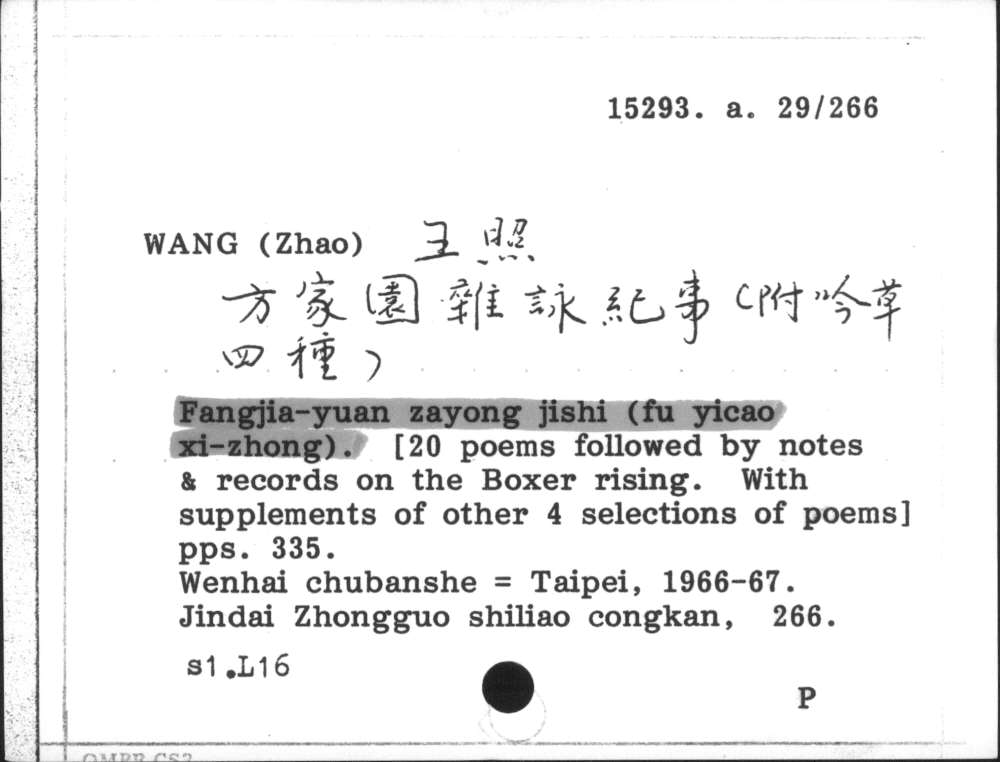 15293. a. 29/266
WANG (Zhao) 王照
方家園雜詠紀事(附吟草
四種)
Fangjia-yuan zayong jishi (fu yicao
xi-zhong). [20 poems followed by notes
& records on the Boxer rising. With
supplements of other 4 selections of poems]
pps. 335.
Wenhai chubanshe = Taipei, 1966-67.
Jindai Zhongguo shiliao congkan, 266.
s1.L16
P